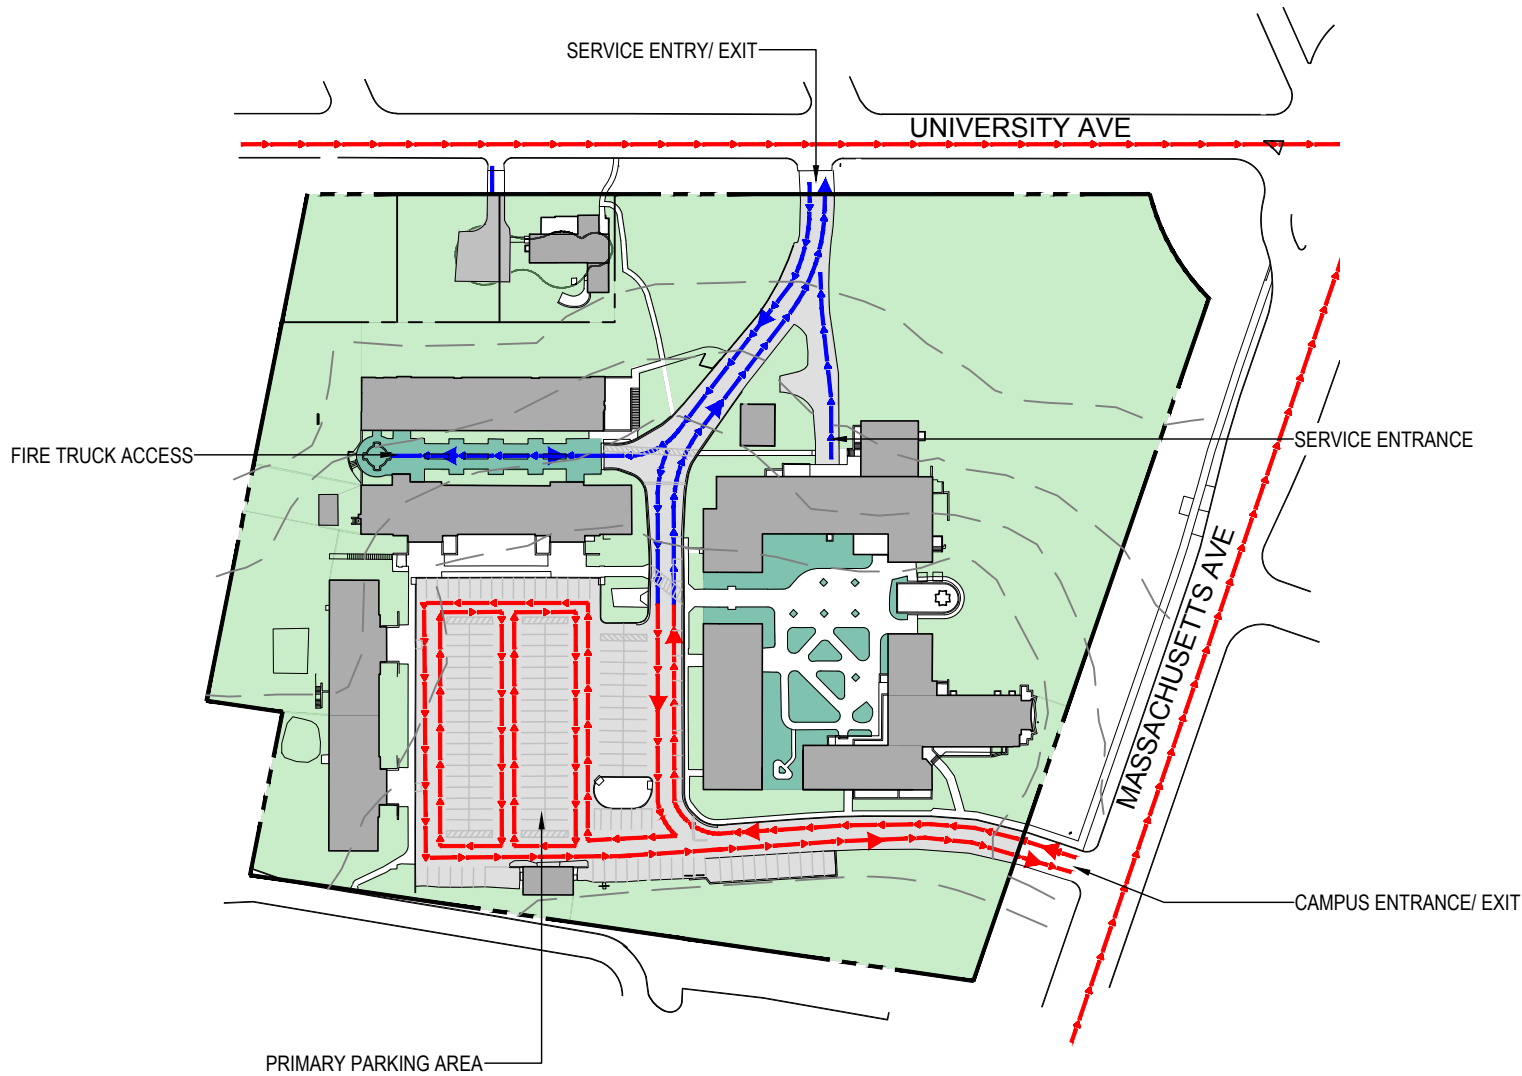 SERVICE ENTRY/ EXIT
UNIVERSITY AVE
FIRE TRUCK ACCESS
SERVICE ENTRANCE
MASSACHUSETTS AVE
CAMPUS ENTRANCE/ EXIT
PRIMARY PARKING AREA